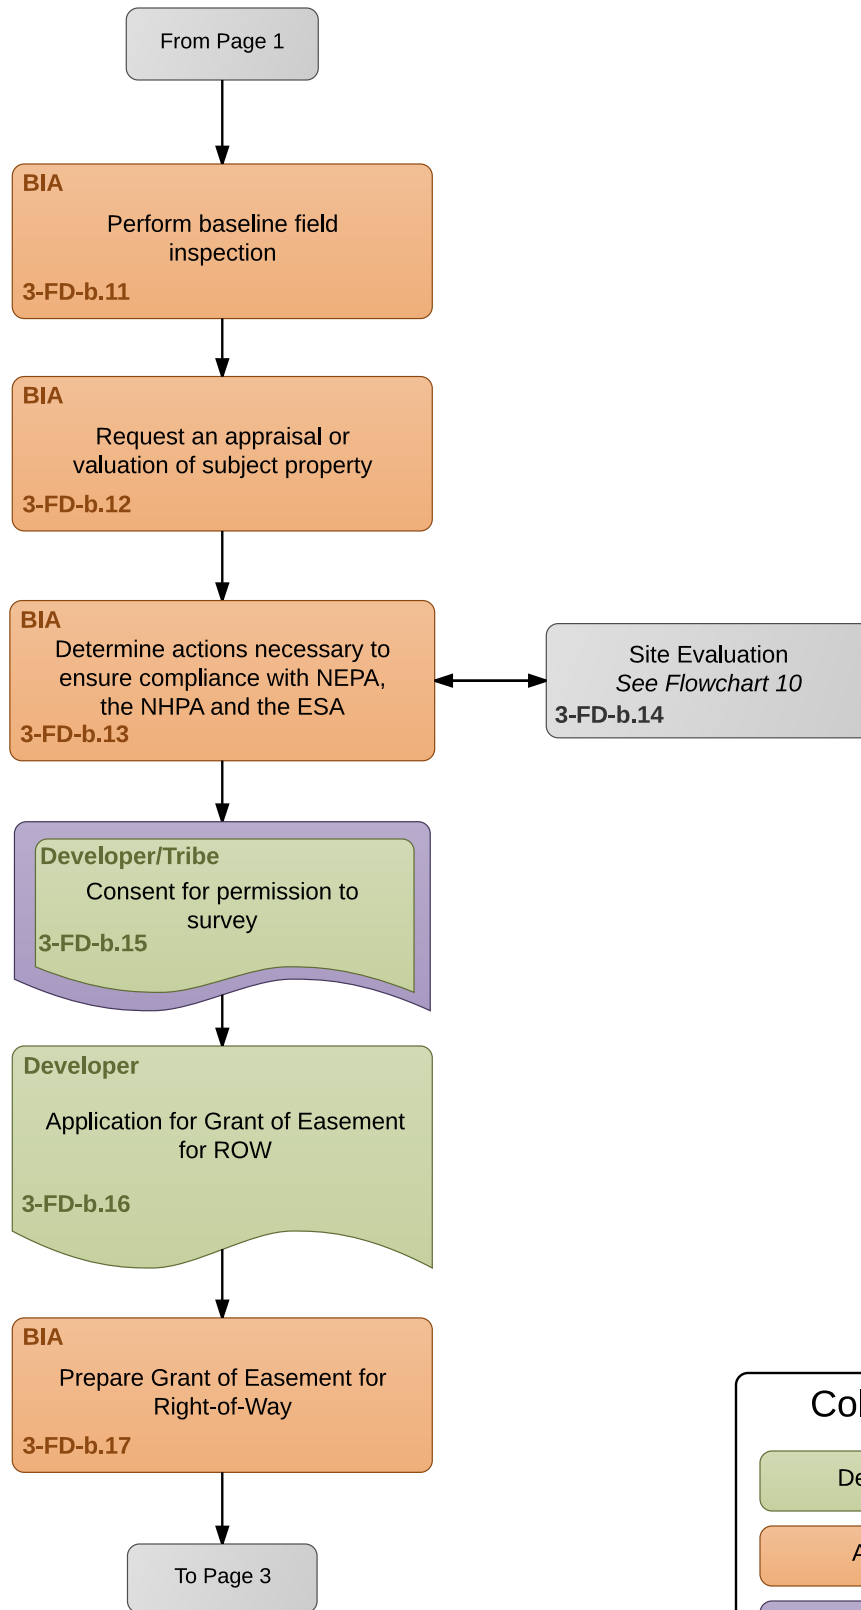 From Page 1
BIA
Perform baseline field
inspection
3-FD-b.11
BIA
Request an appraisal or
valuation of subject property
3-FD-b.12
BIA
Determine actions necessary to
ensure compliance with NEPA,
the NHPA and the ESA
3-FD-b.13
Site Evaluation
See Flowchart 10
3-FD-b.14
Developer/Tribe
Consent for permission to
survey
3-FD-b.15
Developer
Application for Grant of Easement
for ROW
3-FD-b.16
BIA
Prepare Grant of Easement for
Right-of-Way
3-FD-b.17
To Page 3